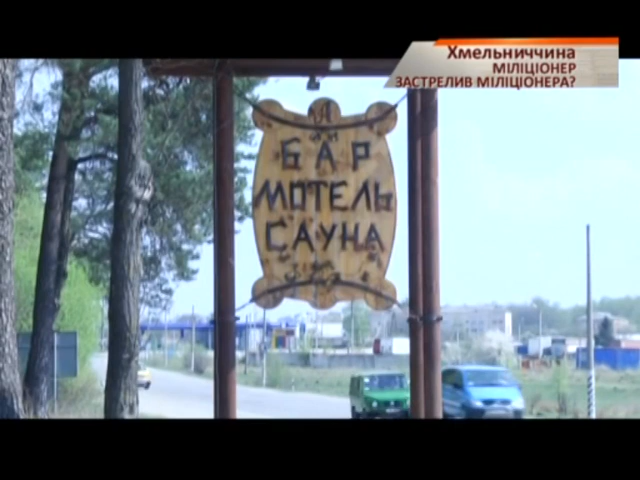 Хмельниччина
МІЛІЦІОНЕР
ЗАСТРЕЛИВ МІЛІЦІОНЕРА?
БАР
МОТЕЛЬ
САУНА